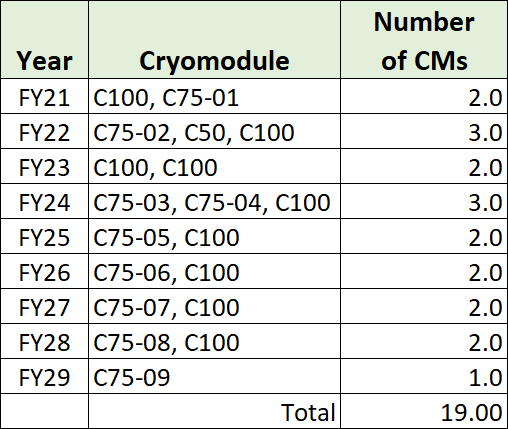 Year Cryomodule Number of CMs
FY21 C100, C75-01 2.0
FY22 C75-02, C50, C100 3.0
FY23 C100, C100 2.0
FY24 C75-03, C75-04, C100 3.0
FY25 C75-05, C100 2.0
FY26 C75-06, C100 2.0
FY27 C75-07, C100 2.0
FY28 C75-08, C100 2.0
FY29 C75-09 1.0
Total 19.00